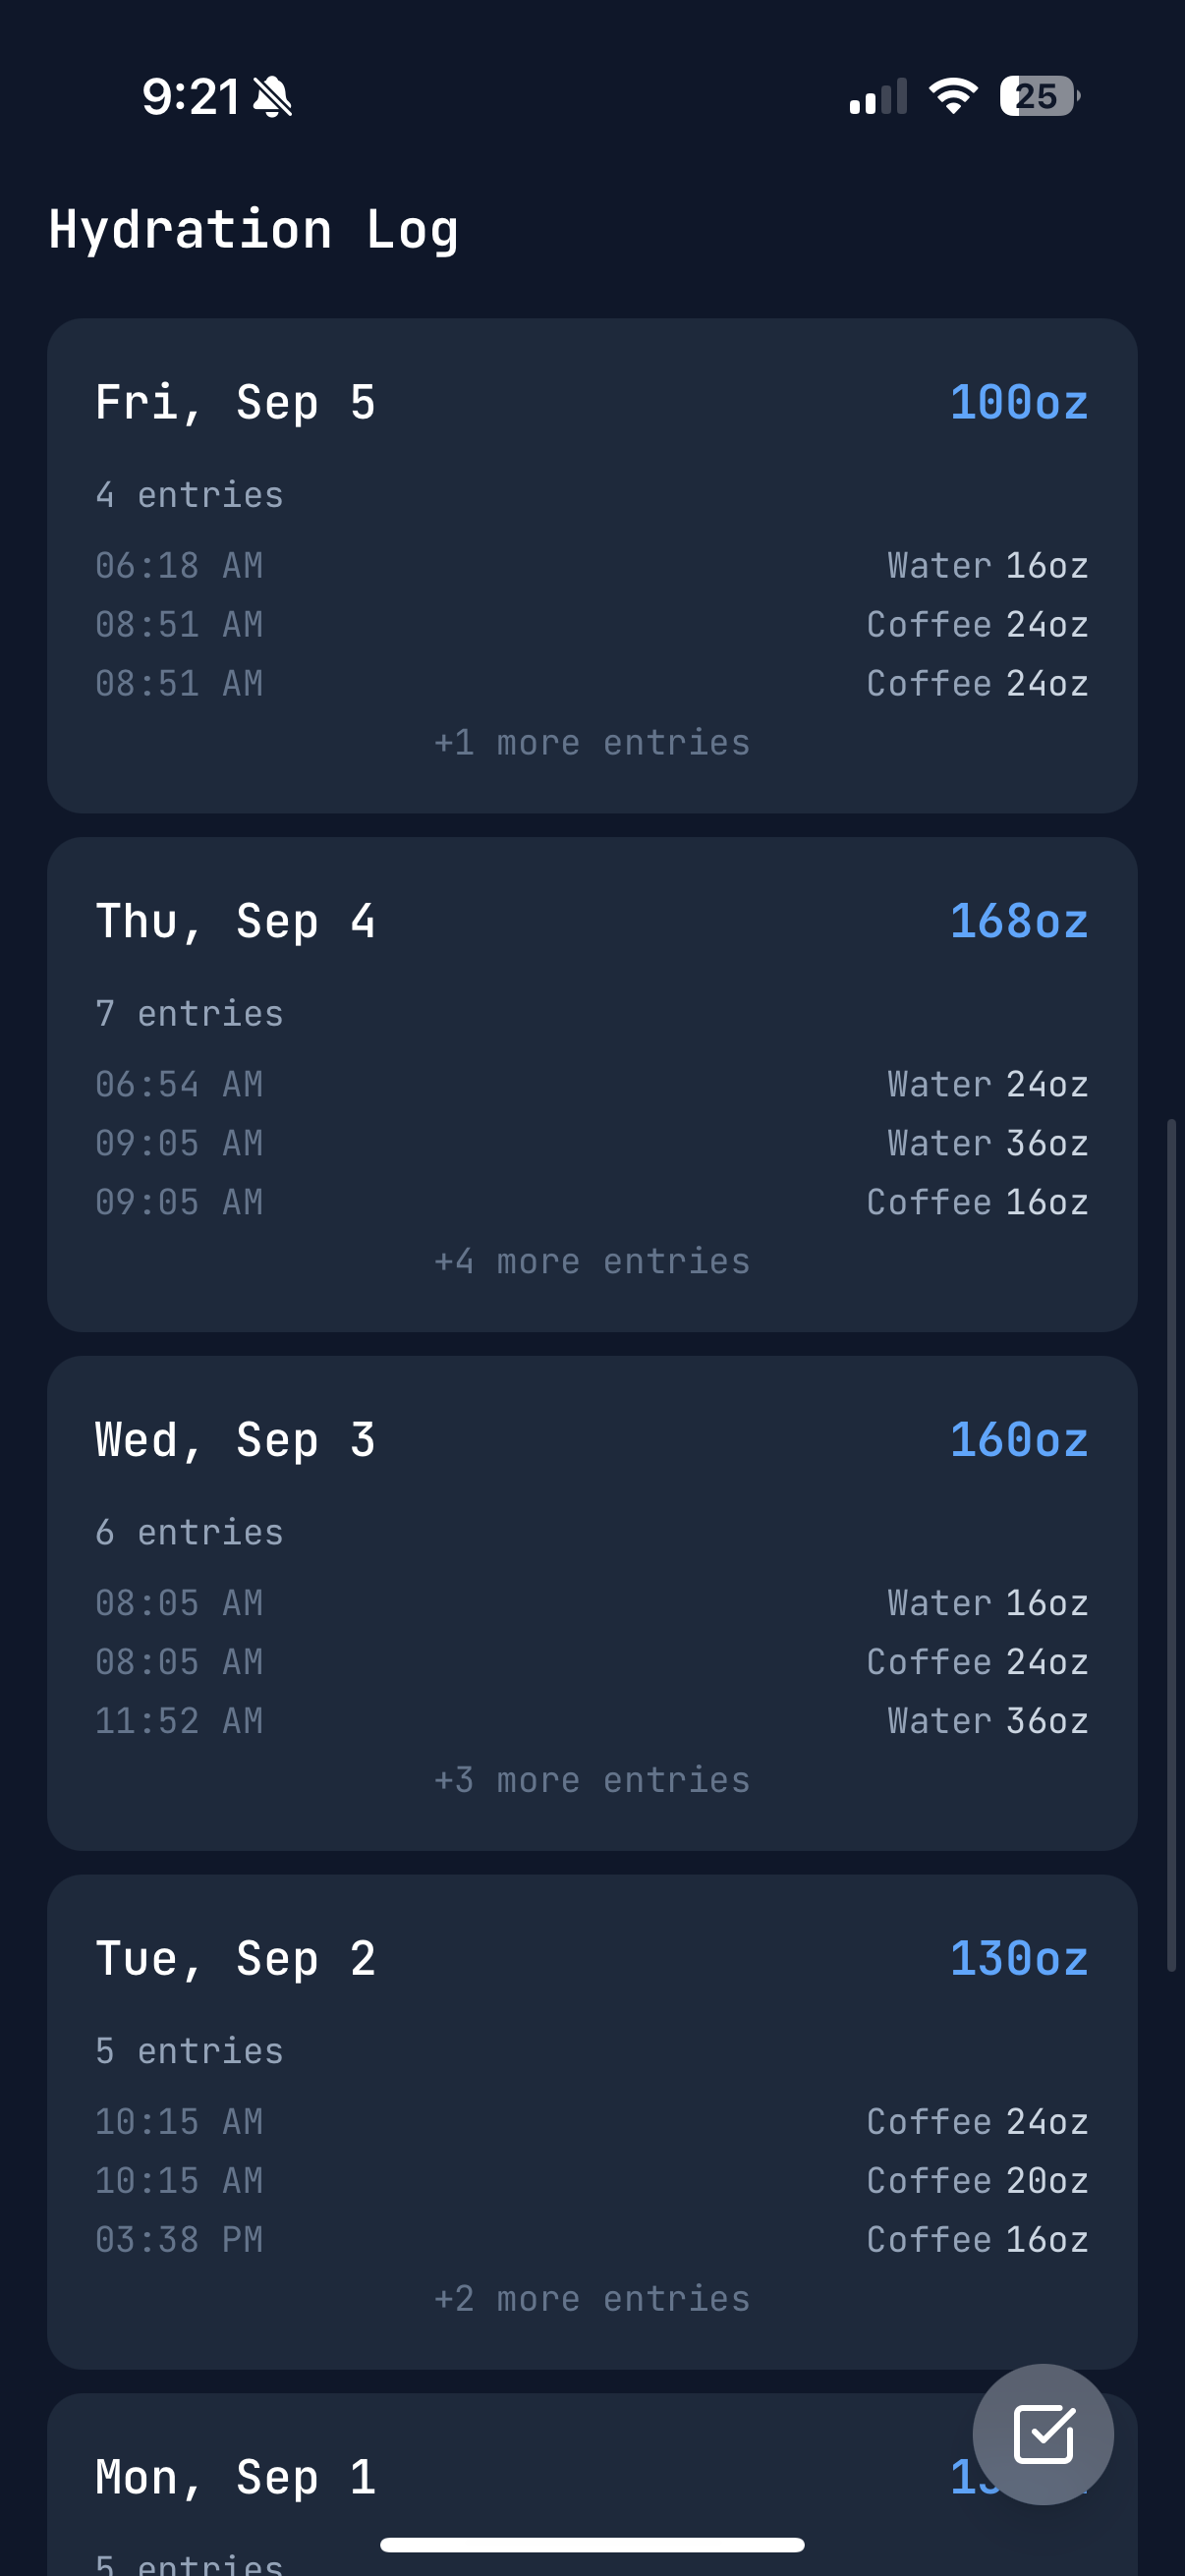 9:21
25
Hydration Log
Fri, Sep 5 100oz
4 entries
06:18 AM Water 16oz
08:51 AM Coffee 24oz
08:51 AM Coffee 24oz
+1 more entries
Thu, Sep 4 168oz
7 entries
06:54 AM Water 24oz
09:05 AM Water 36oz
09:05 AM Coffee 16oz
+4 more entries
Wed, Sep 3 160oz
6 entries
08:05 AM Water 16oz
08:05 AM Coffee 24oz
11:52 AM Water 36oz
+3 more entries
Tue, Sep 2 130oz
5 entries
10:15 AM Coffee 24oz
10:15 AM Coffee 20oz
03:38 PM Coffee 16oz
+2 more entries
Mon, Sep 1
5 entries